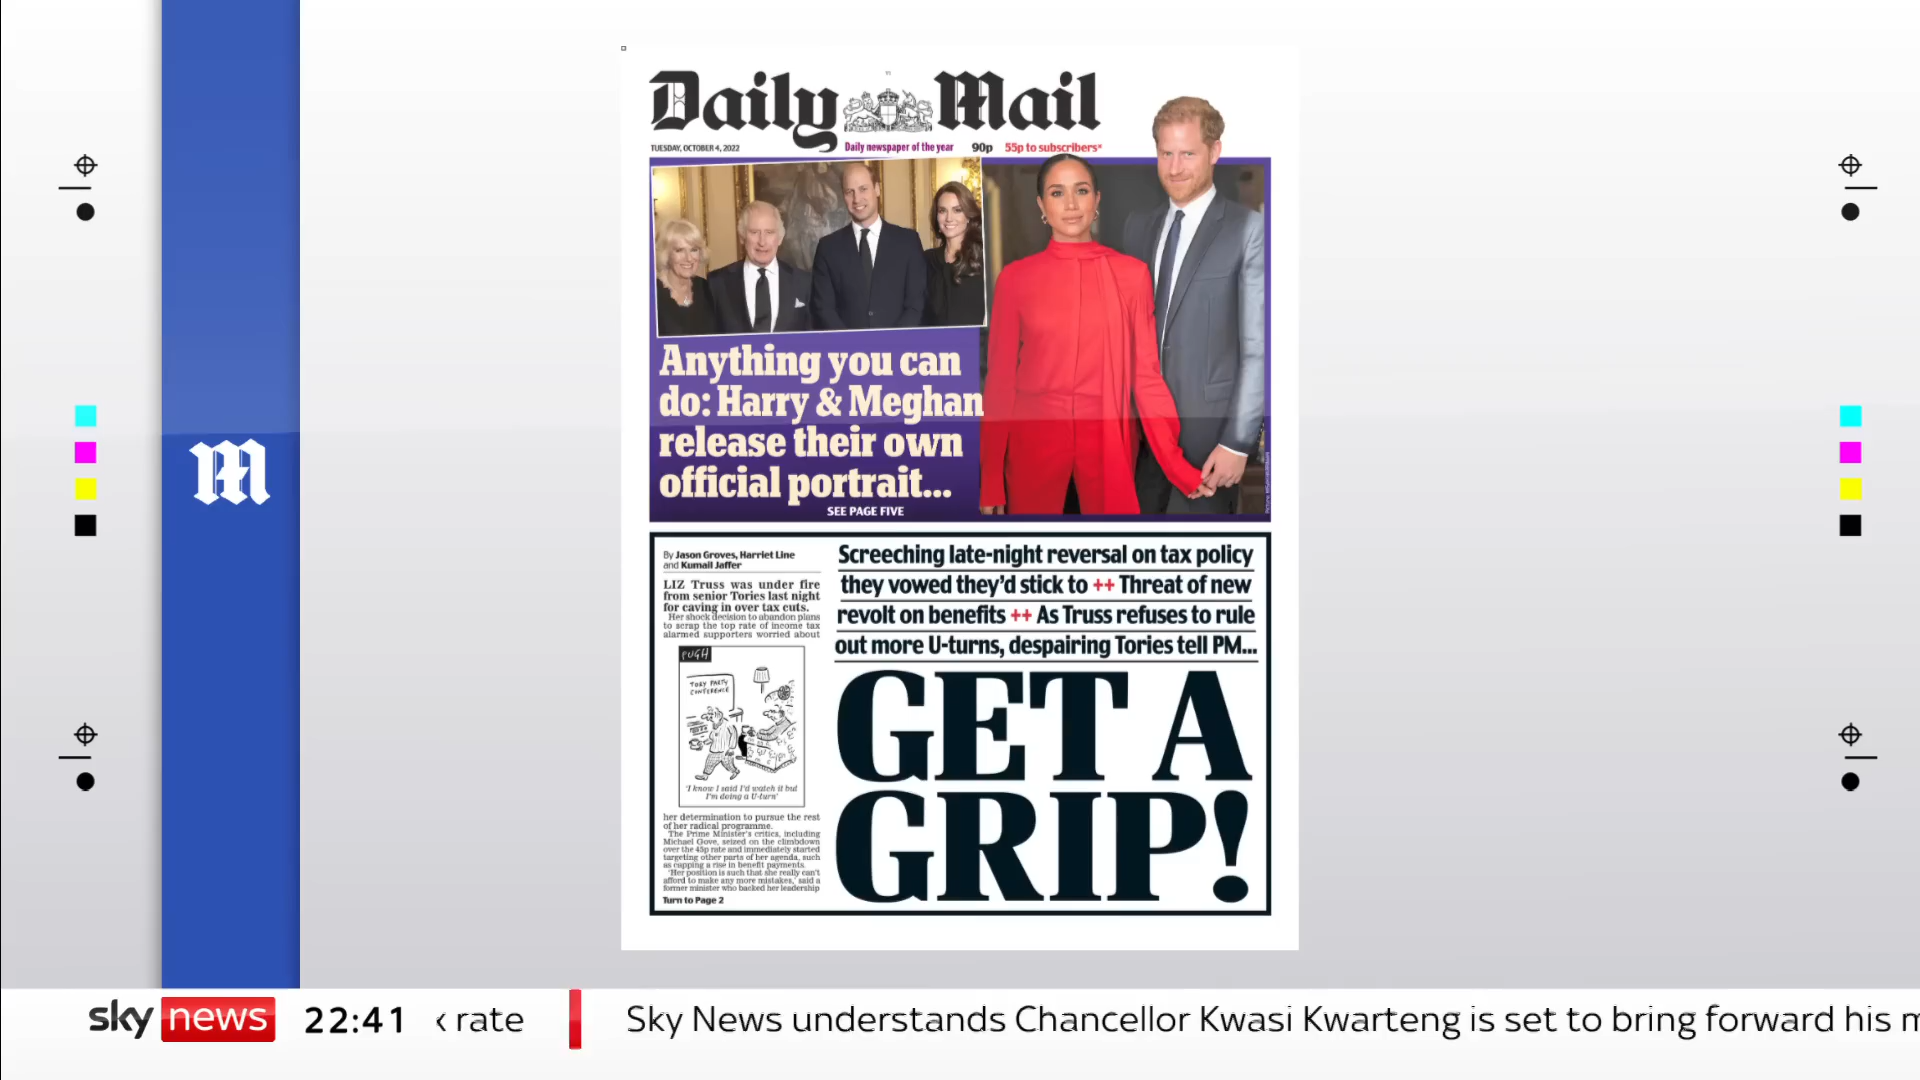 Daily Mail
TUESDAY, OCTOBER 4, 2022
Daily newspaper of the year
90p
55p to subscribers*
Anything you can
do: Harry & Meghan
release their own
official portrait...
SEE PAGE FIVE
By Jason Groves, Harriet Line
and Kumail Jaffer
LIZ Truss was under fire
from senior Tories last night
for caving in over tax cuts.
Her shock decision to abandon plans
to scrap the top rate of income tax
alarmed supporters worried about
PUGH
TORY PARTY
CONFERENCE
'I know I said I'd watch it but
I'm doing a U-turn'
her determination to pursue the rest
of her radical programme.
The Prime Minister's critics, including
Michael Gove, seized on the climbdown
over the 45p rate and immediately started
targeting other parts of her agenda, such
as capping a rise in benefit payments.
'Her position is such that she really can't
afford to make any more mistakes,' said a
former minister who backed her leadership
Turn to Page 2
Screeching late-night reversal on tax policy
they vowed they'd stick to ++ Threat of new
revolt on benefits ++ As Truss refuses to rule
out more U-turns, despairing Tories tell PM...
GET A
GRIP!
M
sky news 22:41 x rate Sky News understands Chancellor Kwasi Kwarteng is set to bring forward his m